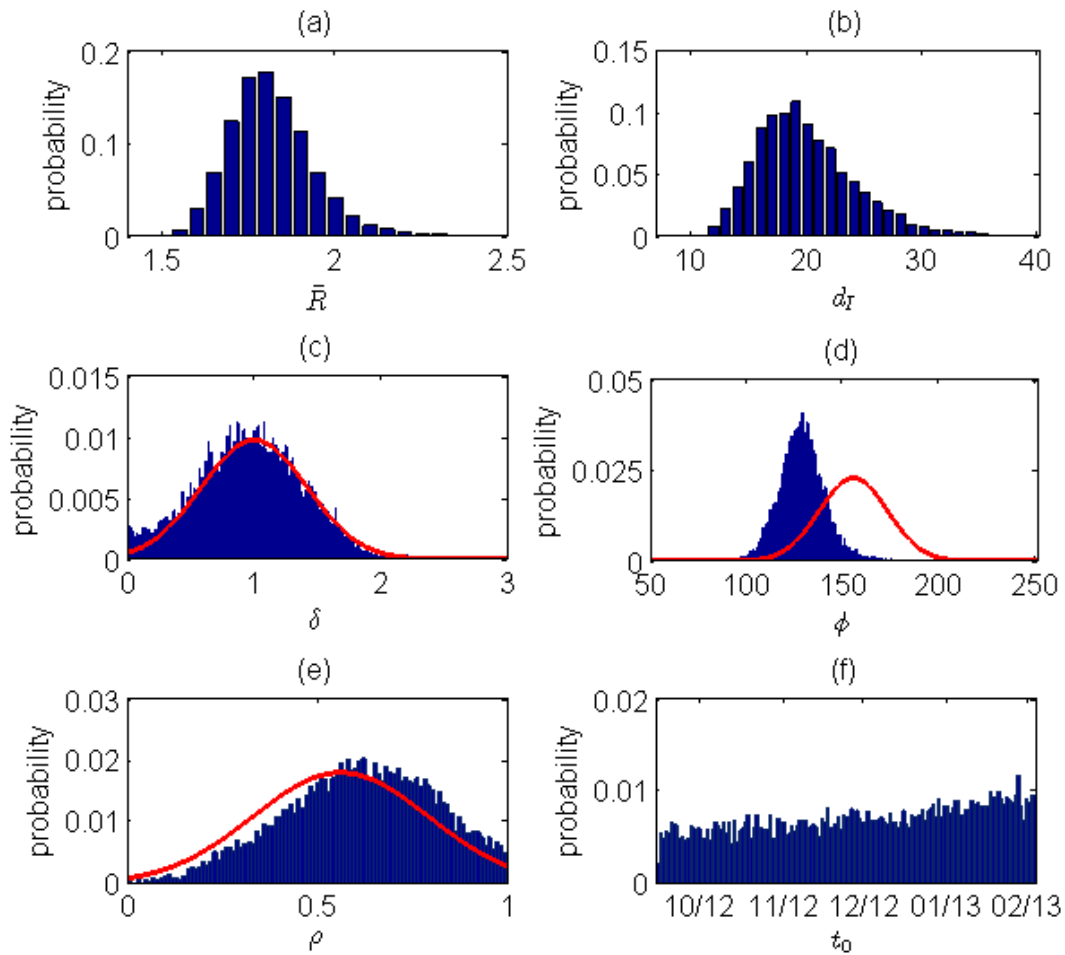 (a)
probability
0.2
0.1
0
1.5 2 2.5
R̄
(b)
probability
0.15
0.1
0.05
0
10 20 30 40
d_I
(c)
probability
0.015
0.01
0.005
0
0 1 2 3
δ
(d)
probability
0.05
0.025
0
50 100 150 200 250
ϕ
(e)
probability
0.03
0.02
0.01
0
0 0.5 1
ρ
(f)
probability
0.02
0.01
0
10/12 11/12 12/12 01/13 02/13
t_0